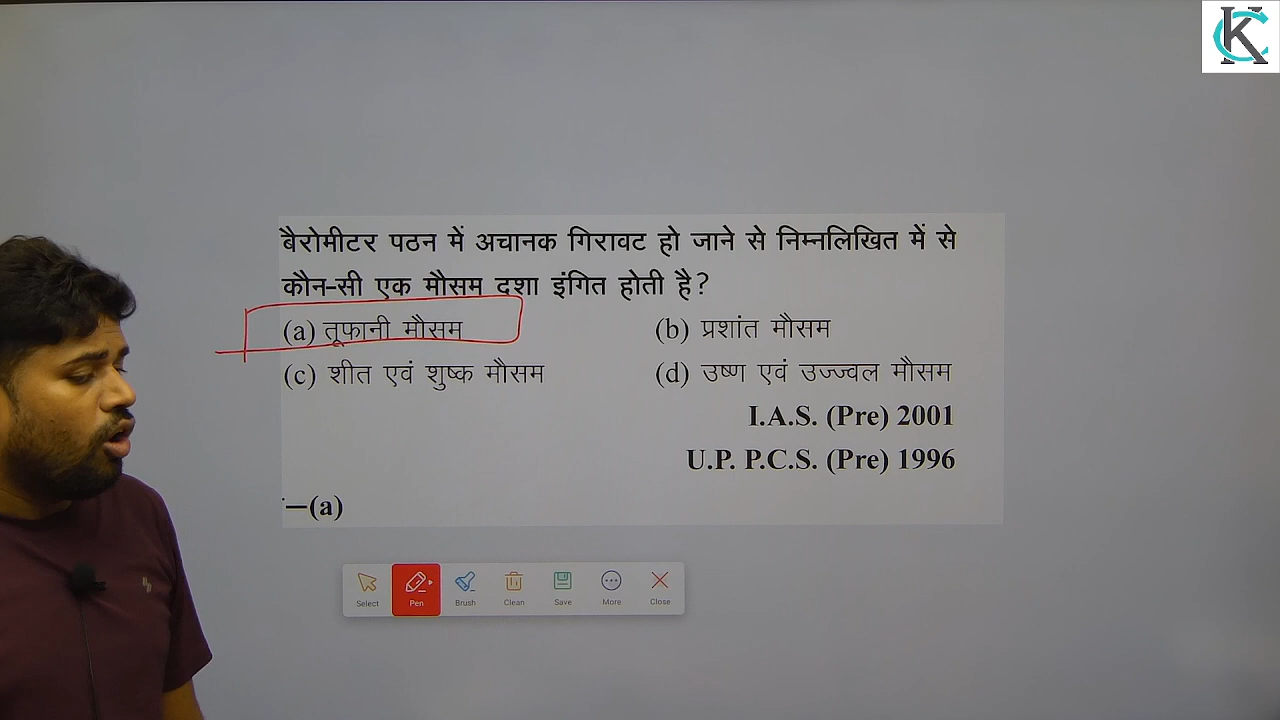 KC
बैरोमीटर पठन में अचानक गिरावट हो जाने से निम्नलिखित में से
कौन-सी एक मौसम दशा इंगित होती है?
(a) तूफानी मौसम (b) प्रशांत मौसम
(c) शीत एवं शुष्क मौसम (d) उष्ण एवं उज्ज्वल मौसम
I.A.S. (Pre) 2001
U.P. P.C.S. (Pre) 1996
–(a)
Select Pen Brush Clean Save More Close